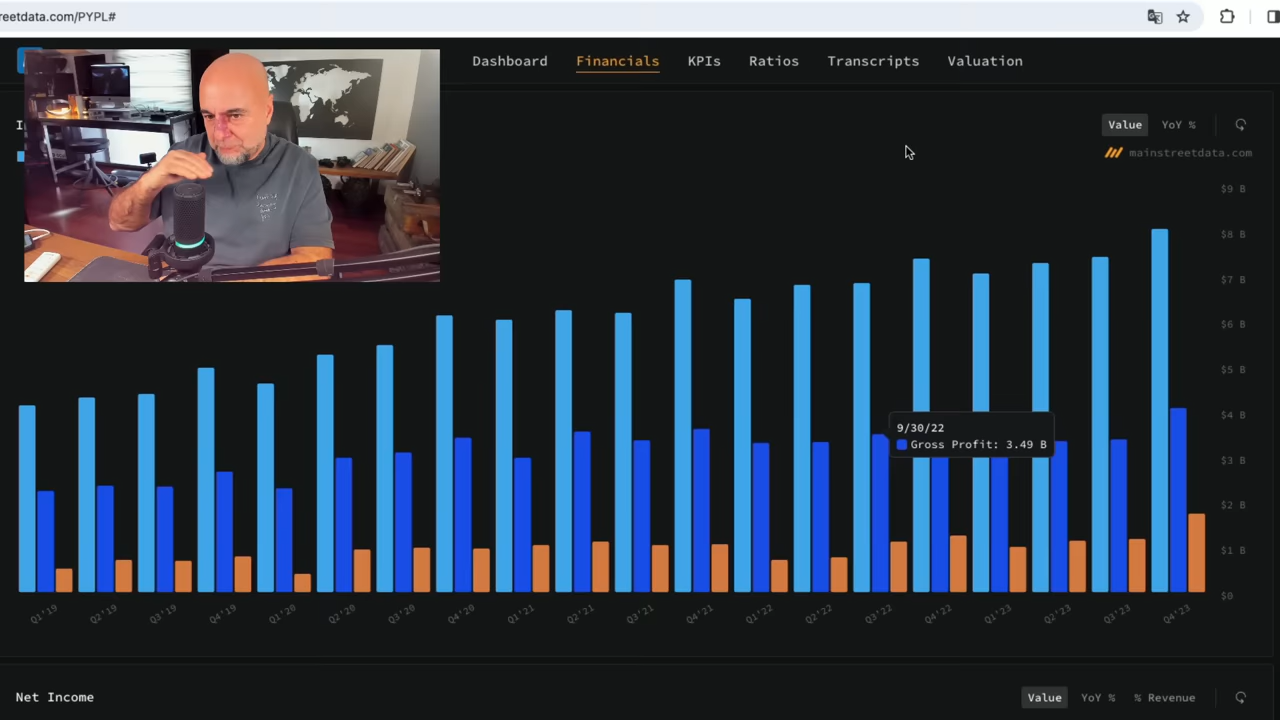 reetdata.com/PYPL#
Dashboard Financials KPIs Ratios Transcripts Valuation
Value YoY %
mainstreetdata.com
$9 B
$8 B
$7 B
$6 B
$5 B
$4 B
$3 B
$2 B
$1 B
$0
9/30/22
Gross Profit: 3.49 B
Q1'19 Q2'19 Q3'19 Q4'19 Q1'20 Q2'20 Q3'20 Q4'20 Q1'21 Q2'21 Q3'21 Q4'21 Q1'22 Q2'22 Q3'22 Q4'22 Q1'23 Q2'23 Q3'23 Q4'23
Net Income
Value YoY % % Revenue